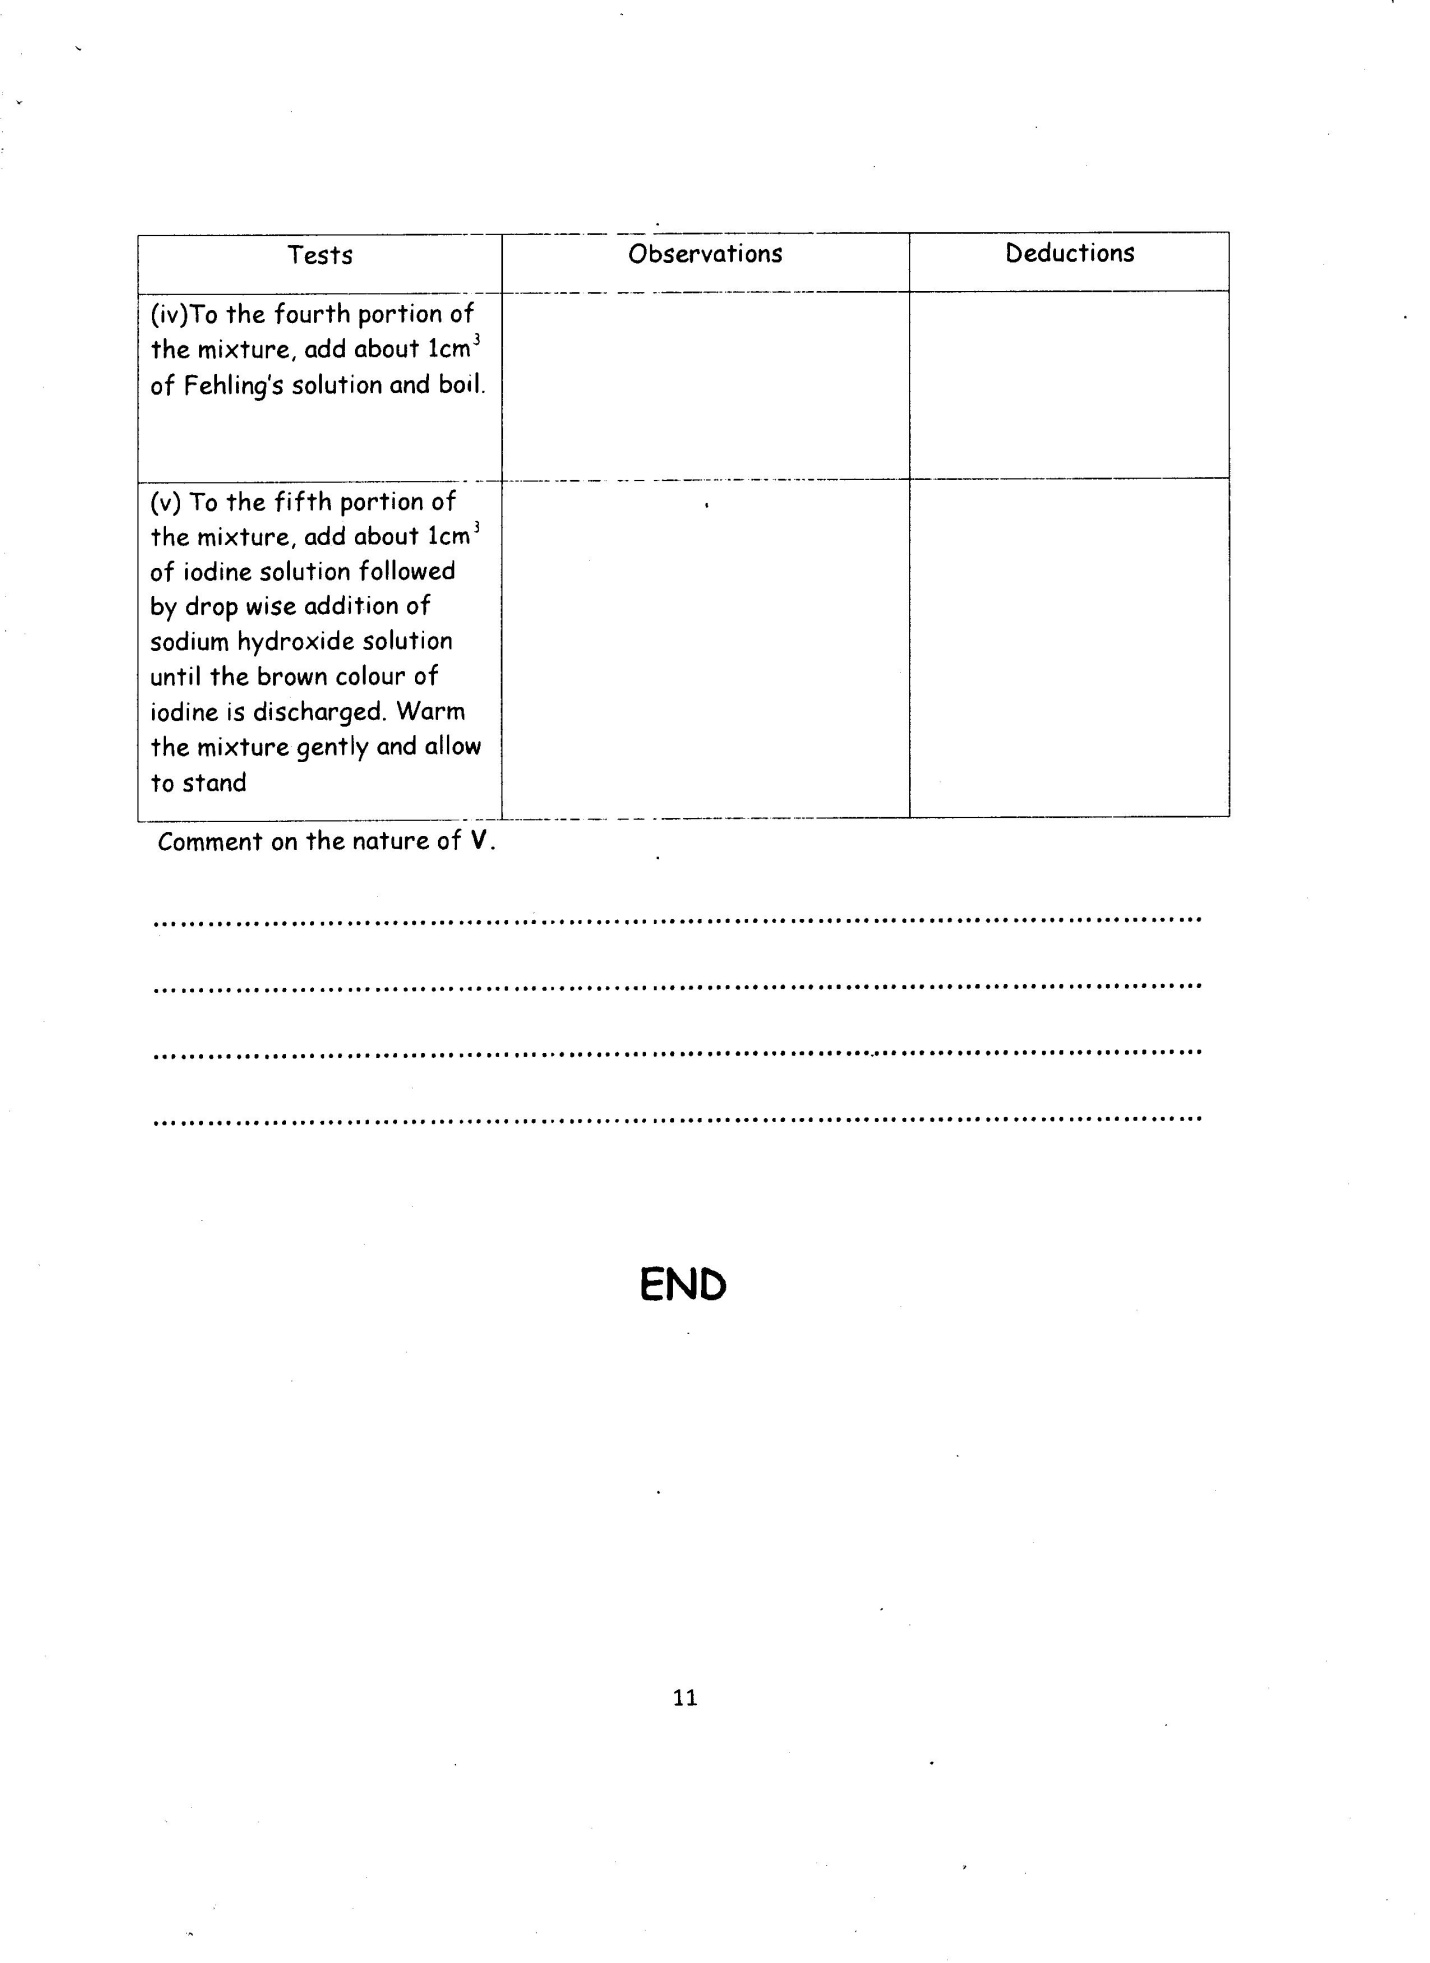 Tests Observations Deductions
(iv)To the fourth portion of
the mixture, add about 1cm³
of Fehling's solution and boil.
(v) To the fifth portion of
the mixture, add about 1cm³
of iodine solution followed
by drop wise addition of
sodium hydroxide solution
until the brown colour of
iodine is discharged. Warm
the mixture gently and allow
to stand
Comment on the nature of V.
END
11